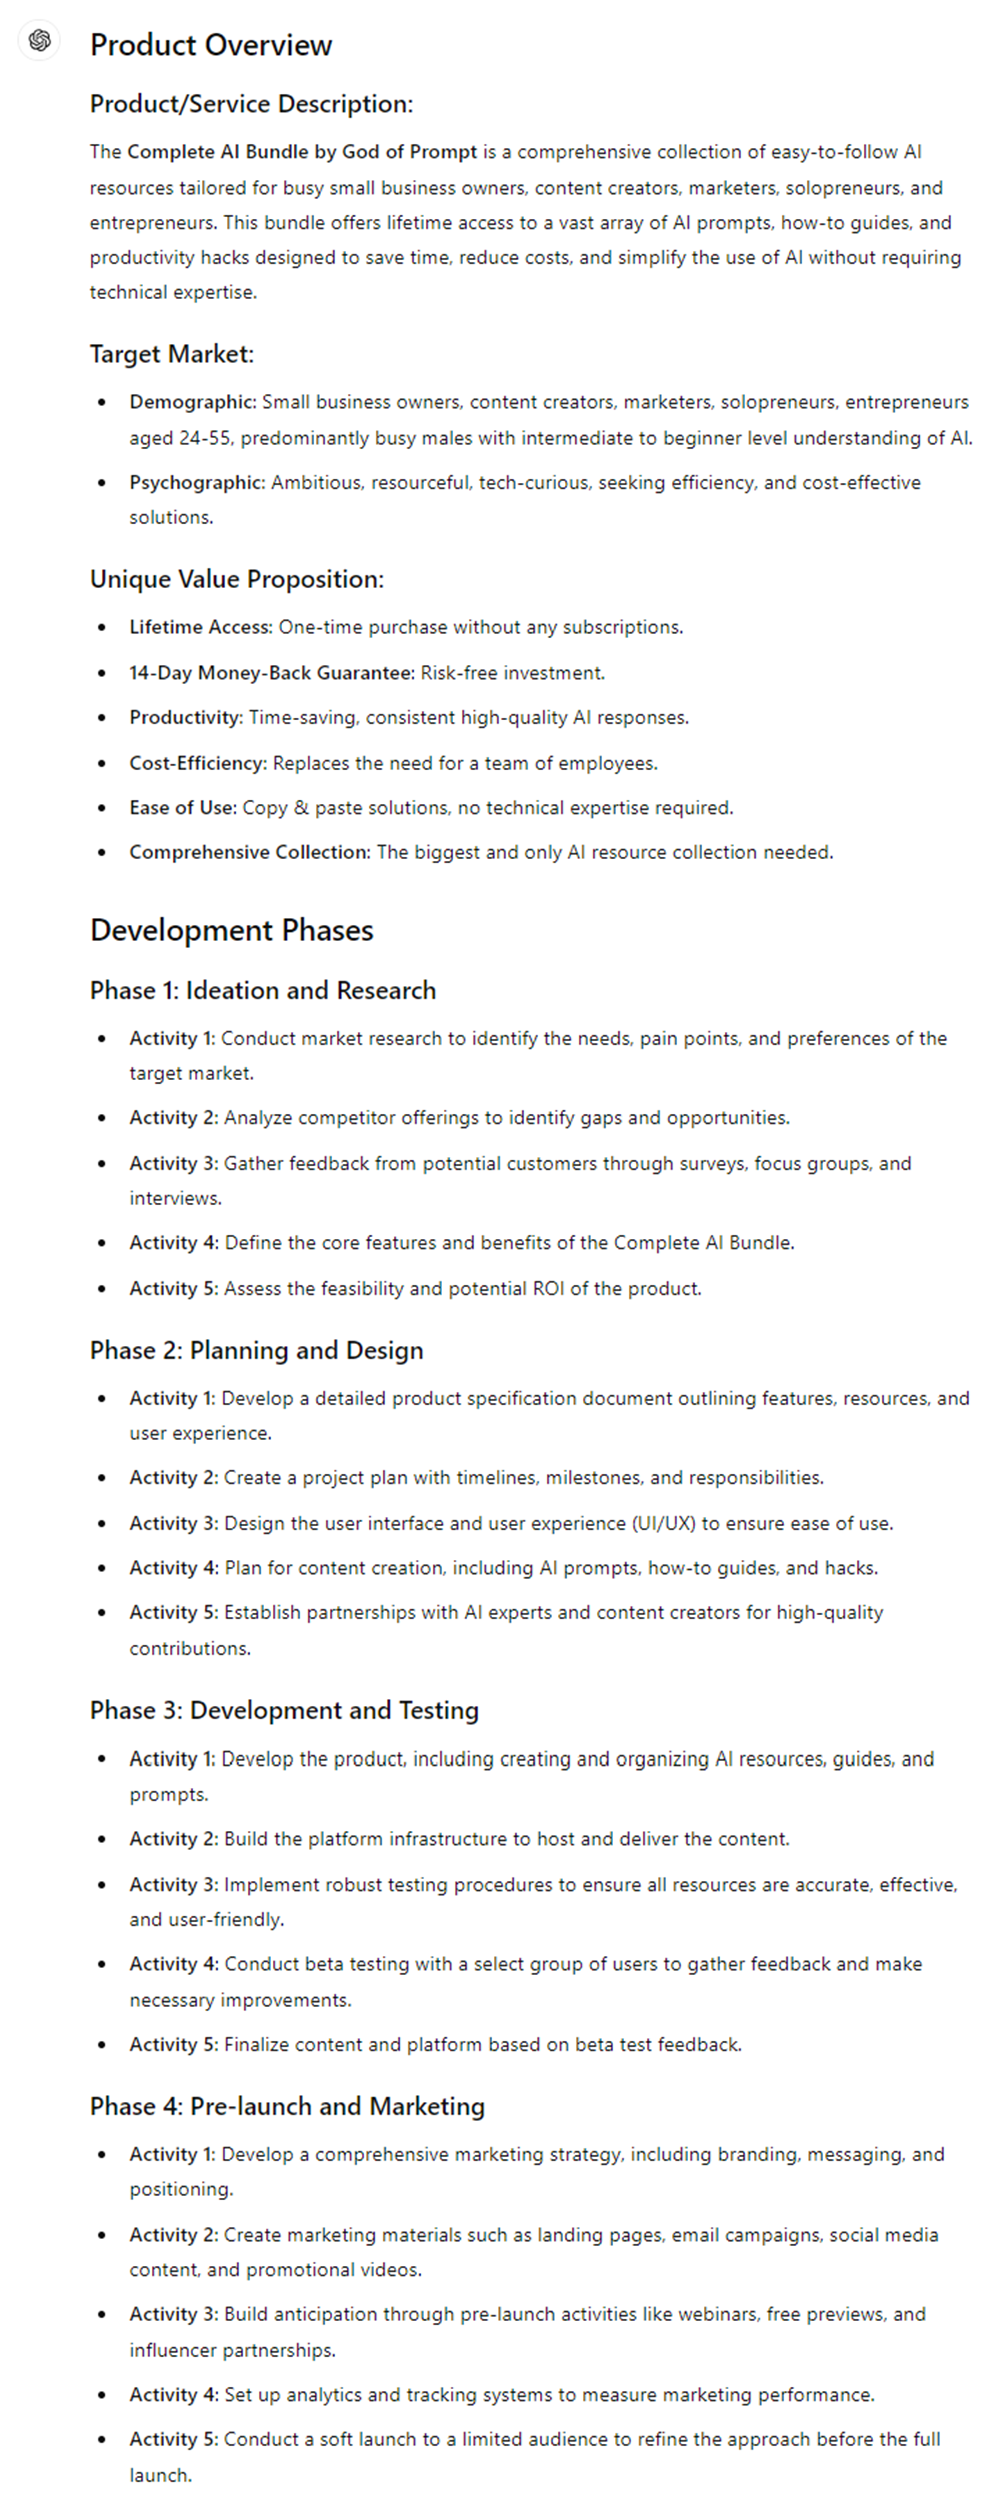 Product Overview
Product/Service Description:
The Complete AI Bundle by God of Prompt is a comprehensive collection of easy-to-follow AI
resources tailored for busy small business owners, content creators, marketers, solopreneurs, and
entrepreneurs. This bundle offers lifetime access to a vast array of AI prompts, how-to guides, and
productivity hacks designed to save time, reduce costs, and simplify the use of AI without requiring
technical expertise.
Target Market:
• Demographic: Small business owners, content creators, marketers, solopreneurs, entrepreneurs
aged 24-55, predominantly busy males with intermediate to beginner level understanding of AI.
• Psychographic: Ambitious, resourceful, tech-curious, seeking efficiency, and cost-effective
solutions.
Unique Value Proposition:
• Lifetime Access: One-time purchase without any subscriptions.
• 14-Day Money-Back Guarantee: Risk-free investment.
• Productivity: Time-saving, consistent high-quality AI responses.
• Cost-Efficiency: Replaces the need for a team of employees.
• Ease of Use: Copy & paste solutions, no technical expertise required.
• Comprehensive Collection: The biggest and only AI resource collection needed.
Development Phases
Phase 1: Ideation and Research
• Activity 1: Conduct market research to identify the needs, pain points, and preferences of the
target market.
• Activity 2: Analyze competitor offerings to identify gaps and opportunities.
• Activity 3: Gather feedback from potential customers through surveys, focus groups, and
interviews.
• Activity 4: Define the core features and benefits of the Complete AI Bundle.
• Activity 5: Assess the feasibility and potential ROI of the product.
Phase 2: Planning and Design
• Activity 1: Develop a detailed product specification document outlining features, resources, and
user experience.
• Activity 2: Create a project plan with timelines, milestones, and responsibilities.
• Activity 3: Design the user interface and user experience (UI/UX) to ensure ease of use.
• Activity 4: Plan for content creation, including AI prompts, how-to guides, and hacks.
• Activity 5: Establish partnerships with AI experts and content creators for high-quality
contributions.
Phase 3: Development and Testing
• Activity 1: Develop the product, including creating and organizing AI resources, guides, and
prompts.
• Activity 2: Build the platform infrastructure to host and deliver the content.
• Activity 3: Implement robust testing procedures to ensure all resources are accurate, effective,
and user-friendly.
• Activity 4: Conduct beta testing with a select group of users to gather feedback and make
necessary improvements.
• Activity 5: Finalize content and platform based on beta test feedback.
Phase 4: Pre-launch and Marketing
• Activity 1: Develop a comprehensive marketing strategy, including branding, messaging, and
positioning.
• Activity 2: Create marketing materials such as landing pages, email campaigns, social media
content, and promotional videos.
• Activity 3: Build anticipation through pre-launch activities like webinars, free previews, and
influencer partnerships.
• Activity 4: Set up analytics and tracking systems to measure marketing performance.
• Activity 5: Conduct a soft launch to a limited audience to refine the approach before the full
launch.